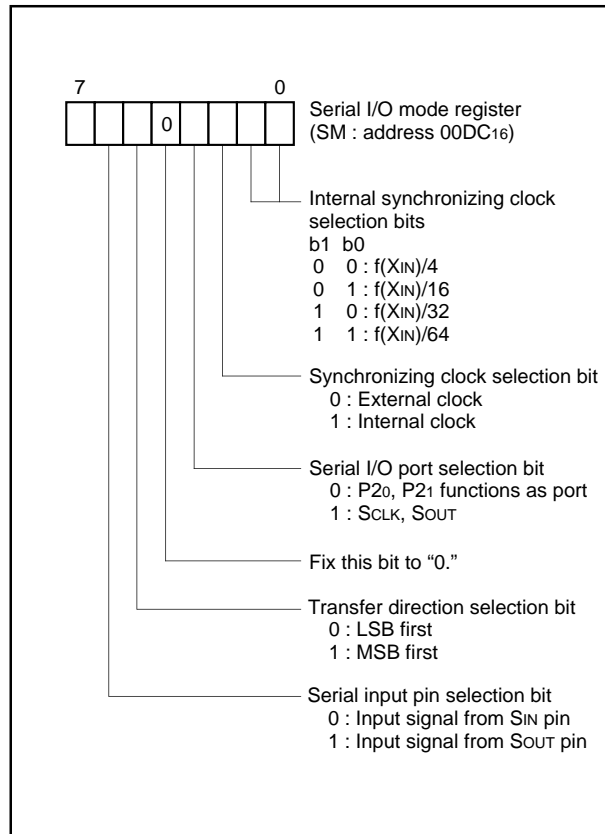 7 0
0
Serial I/O mode register
(SM : address 00DC16)
Internal synchronizing clock
selection bits
b1 b0
0 0 : f(XIN)/4
0 1 : f(XIN)/16
1 0 : f(XIN)/32
1 1 : f(XIN)/64
Synchronizing clock selection bit
0 : External clock
1 : Internal clock
Serial I/O port selection bit
0 : P20, P21 functions as port
1 : SCLK, SOUT
Fix this bit to “0.”
Transfer direction selection bit
0 : LSB first
1 : MSB first
Serial input pin selection bit
0 : Input signal from SIN pin
1 : Input signal from SOUT pin